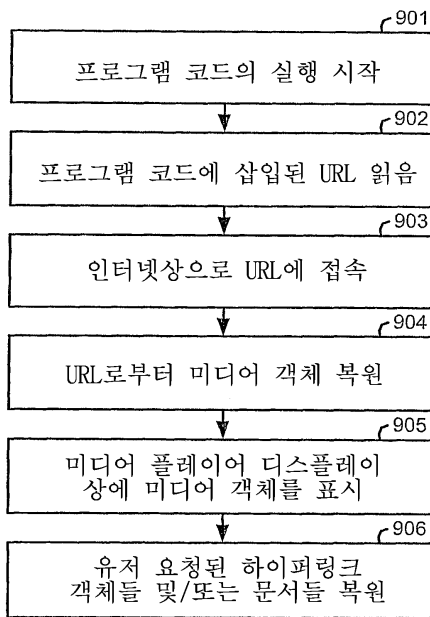 901
프로그램 코드의 실행 시작
902
프로그램 코드에 삽입된 URL 읽음
903
인터넷상으로 URL에 접속
904
URL로부터 미디어 객체 복원
905
미디어 플레이어 디스플레이
상에 미디어 객체를 표시
906
유저 요청된 하이퍼링크
객체들 및/또는 문서들 복원